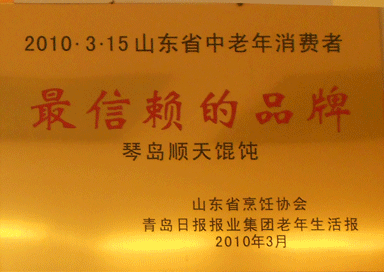 2010·3·15山东省中老年消费者
最信赖的品牌
琴岛顺天馄饨
山东省烹饪协会
青岛日报报业集团老年生活报
2010年3月